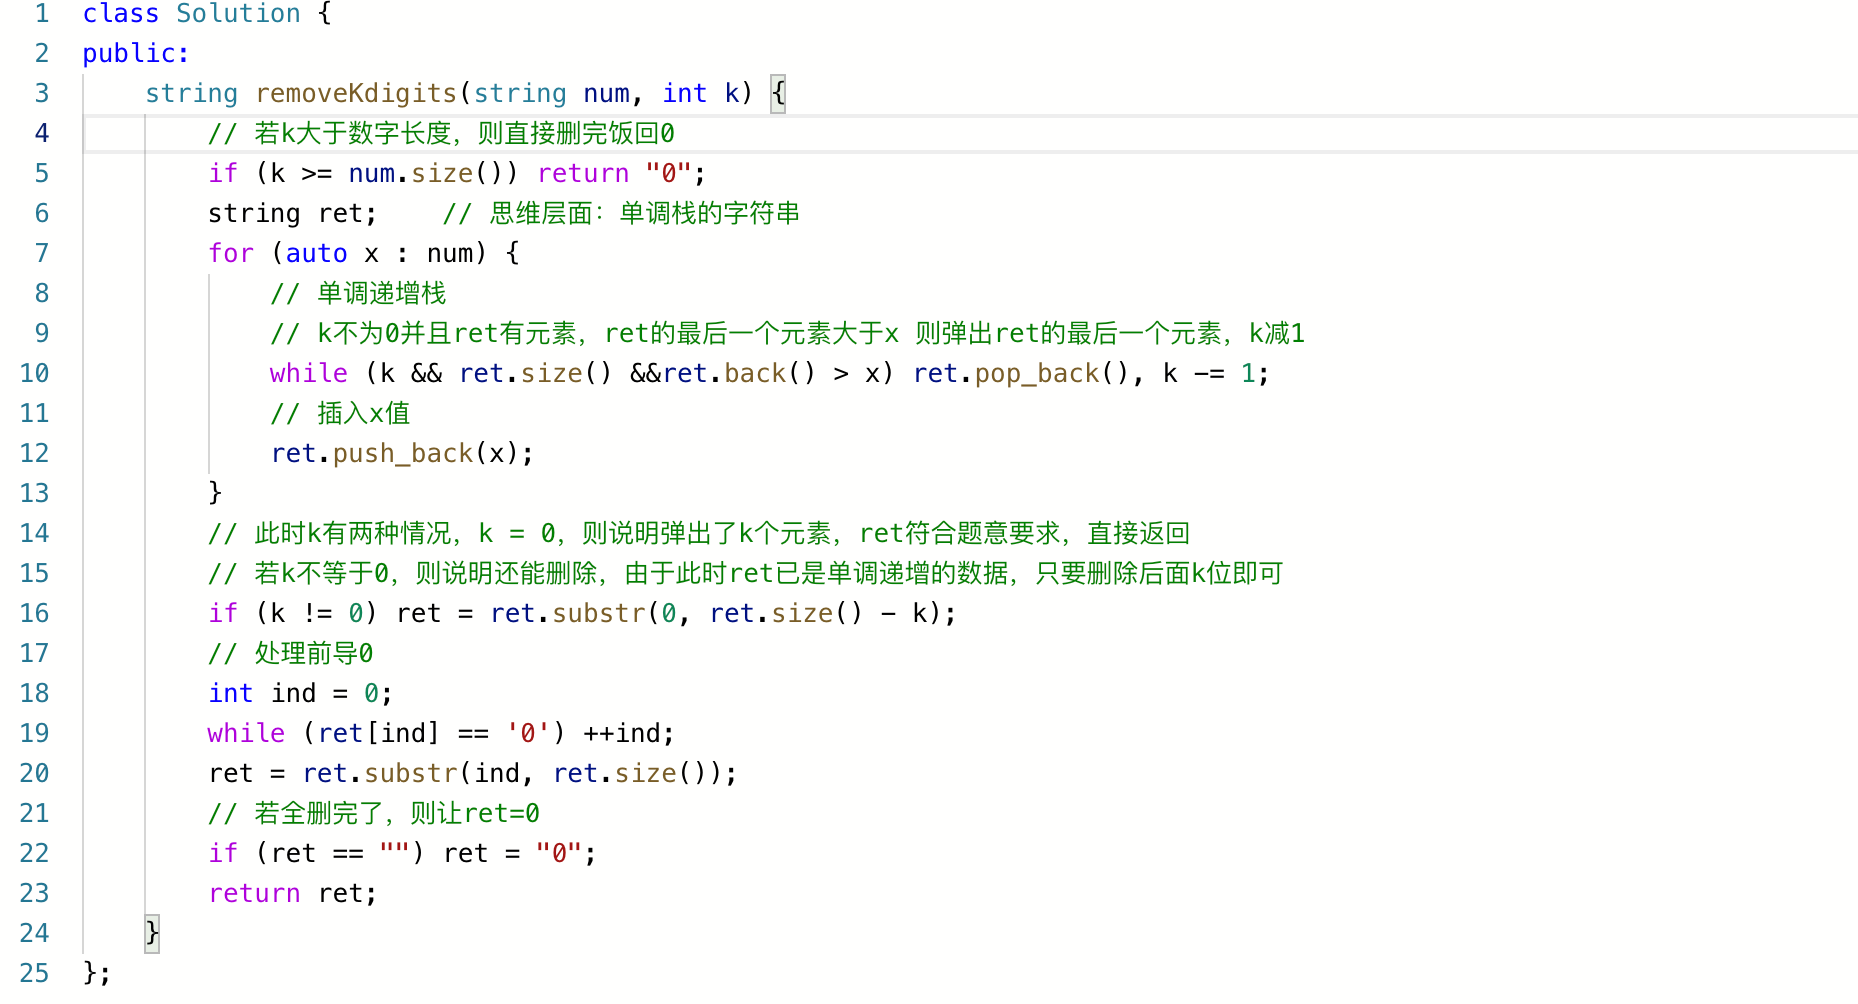 1 class Solution {
2 public:
3     string removeKdigits(string num, int k) {
4         // 若k大于数字长度，则直接删完饭回0
5         if (k >= num.size()) return "0";
6         string ret;    // 思维层面：单调栈的字符串
7         for (auto x : num) {
8             // 单调递增栈
9             // k不为0并且ret有元素，ret的最后一个元素大于x 则弹出ret的最后一个元素，k减1
10             while (k && ret.size() &&ret.back() > x) ret.pop_back(), k -= 1;
11             // 插入x值
12             ret.push_back(x);
13         }
14         // 此时k有两种情况，k = 0，则说明弹出了k个元素，ret符合题意要求，直接返回
15         // 若k不等于0，则说明还能删除，由于此时ret已是单调递增的数据，只要删除后面k位即可
16         if (k != 0) ret = ret.substr(0, ret.size() - k);
17         // 处理前导0
18         int ind = 0;
19         while (ret[ind] == '0') ++ind;
20         ret = ret.substr(ind, ret.size());
21         // 若全删完了，则让ret=0
22         if (ret == "") ret = "0";
23         return ret;
24     }
25 };